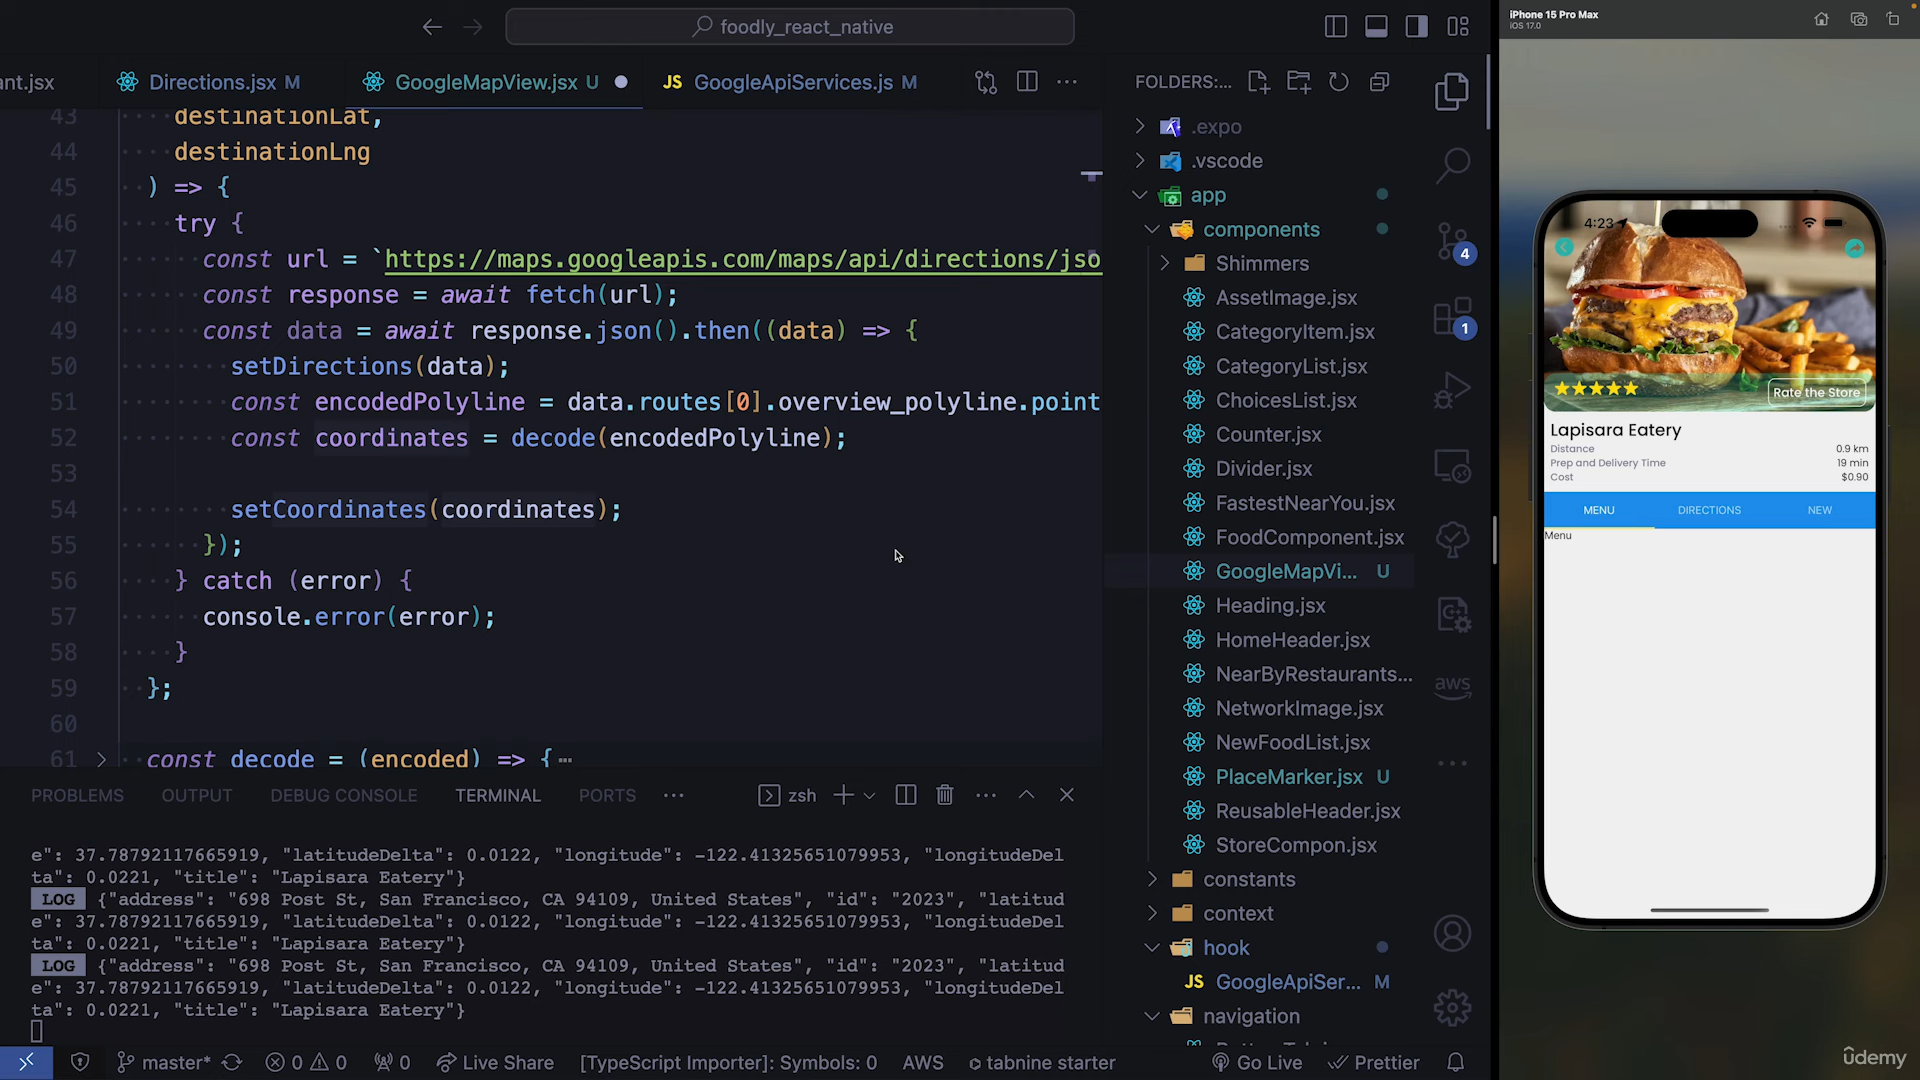 foodly_react_native
iPhone 15 Pro Max
iOS 17.0
ant.jsx
Directions.jsx M
GoogleMapView.jsx U
JS GoogleApiServices.js M
FOLDERS:...
43 destinationLat,
44 destinationLng
45 ) => {
46 try {
47 const url = `https://maps.googleapis.com/maps/api/directions/jso
48 const response = await fetch(url);
49 const data = await response.json().then((data) => {
50 setDirections(data);
51 const encodedPolyline = data.routes[0].overview_polyline.point
52 const coordinates = decode(encodedPolyline);
53
54 setCoordinates(coordinates);
55 });
56 } catch (error) {
57 console.error(error);
58 }
59 };
60
61 const decode = (encoded) => {
.expo
.vscode
app
components
Shimmers
AssetImage.jsx
CategoryItem.jsx
CategoryList.jsx
ChoicesList.jsx
Counter.jsx
Divider.jsx
FastestNearYou.jsx
FoodComponent.jsx
GoogleMapVi... U
Heading.jsx
HomeHeader.jsx
NearByRestaurants...
NetworkImage.jsx
NewFoodList.jsx
PlaceMarker.jsx U
ReusableHeader.jsx
StoreCompon.jsx
constants
context
hook
JS GoogleApiSer... M
navigation
4
1
aws
4:23
Rate the Store
Lapisara Eatery
Distance 0.9 km
Prep and Delivery Time 19 min
Cost $0.90
MENU DIRECTIONS NEW
Menu
PROBLEMS OUTPUT DEBUG CONSOLE TERMINAL PORTS
zsh
e": 37.78792117665919, "latitudeDelta": 0.0122, "longitude": -122.41325651079953, "longitudeDel
ta": 0.0221, "title": "Lapisara Eatery"}
LOG {"address": "698 Post St, San Francisco, CA 94109, United States", "id": "2023", "latitud
e": 37.78792117665919, "latitudeDelta": 0.0122, "longitude": -122.41325651079953, "longitudeDel
ta": 0.0221, "title": "Lapisara Eatery"}
LOG {"address": "698 Post St, San Francisco, CA 94109, United States", "id": "2023", "latitud
e": 37.78792117665919, "latitudeDelta": 0.0122, "longitude": -122.41325651079953, "longitudeDel
ta": 0.0221, "title": "Lapisara Eatery"}
master* 0 0 0 Live Share [TypeScript Importer]: Symbols: 0 AWS tabnine starter Go Live Prettier
udemy